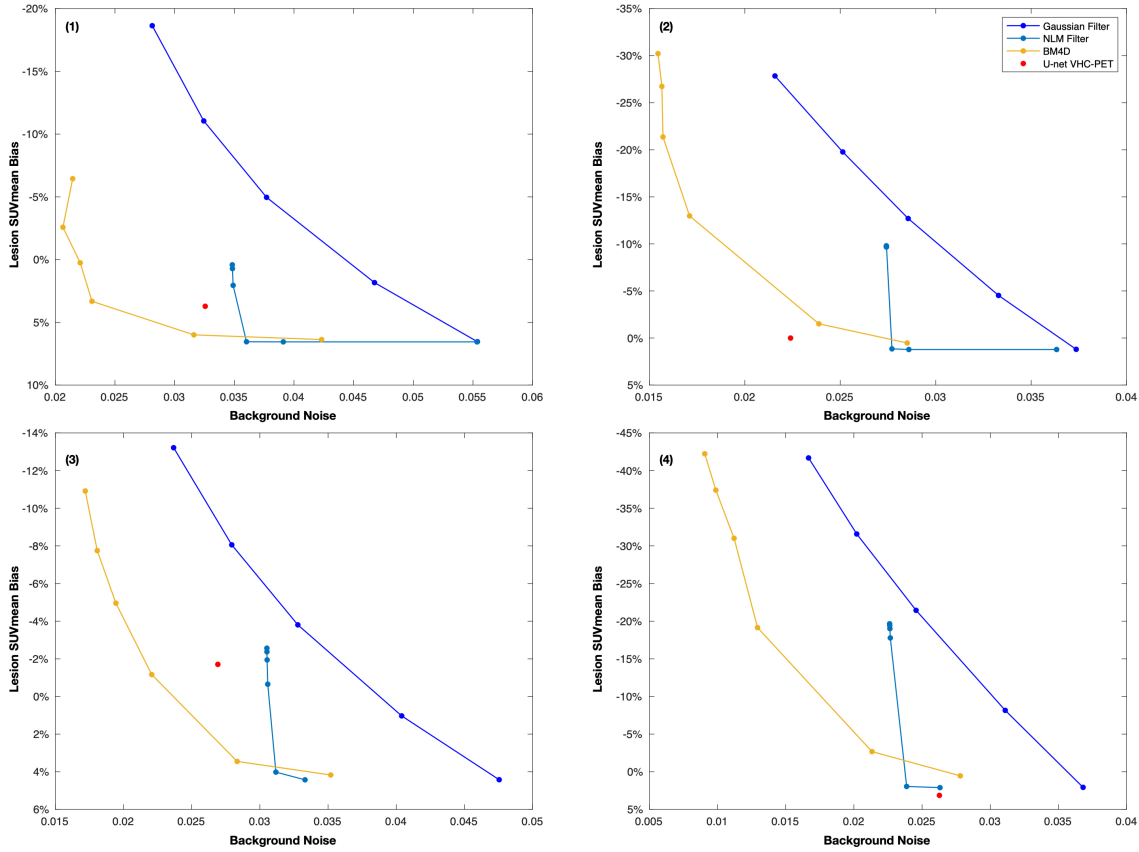 (1)
-20%
-15%
-10%
-5%
0%
5%
10%
Lesion SUVmean Bias
0.02 0.025 0.03 0.035 0.04 0.045 0.05 0.055 0.06
Background Noise
(2)
-35%
-30%
-25%
-20%
-15%
-10%
-5%
0%
5%
Lesion SUVmean Bias
0.015 0.02 0.025 0.03 0.035 0.04
Background Noise
Gaussian Filter
NLM Filter
BM4D
U-net VHC-PET
(3)
-14%
-12%
-10%
-8%
-6%
-4%
-2%
0%
2%
4%
6%
Lesion SUVmean Bias
0.015 0.02 0.025 0.03 0.035 0.04 0.045 0.05
Background Noise
(4)
-45%
-40%
-35%
-30%
-25%
-20%
-15%
-10%
-5%
0%
5%
Lesion SUVmean Bias
0.005 0.01 0.015 0.02 0.025 0.03 0.035 0.04
Background Noise